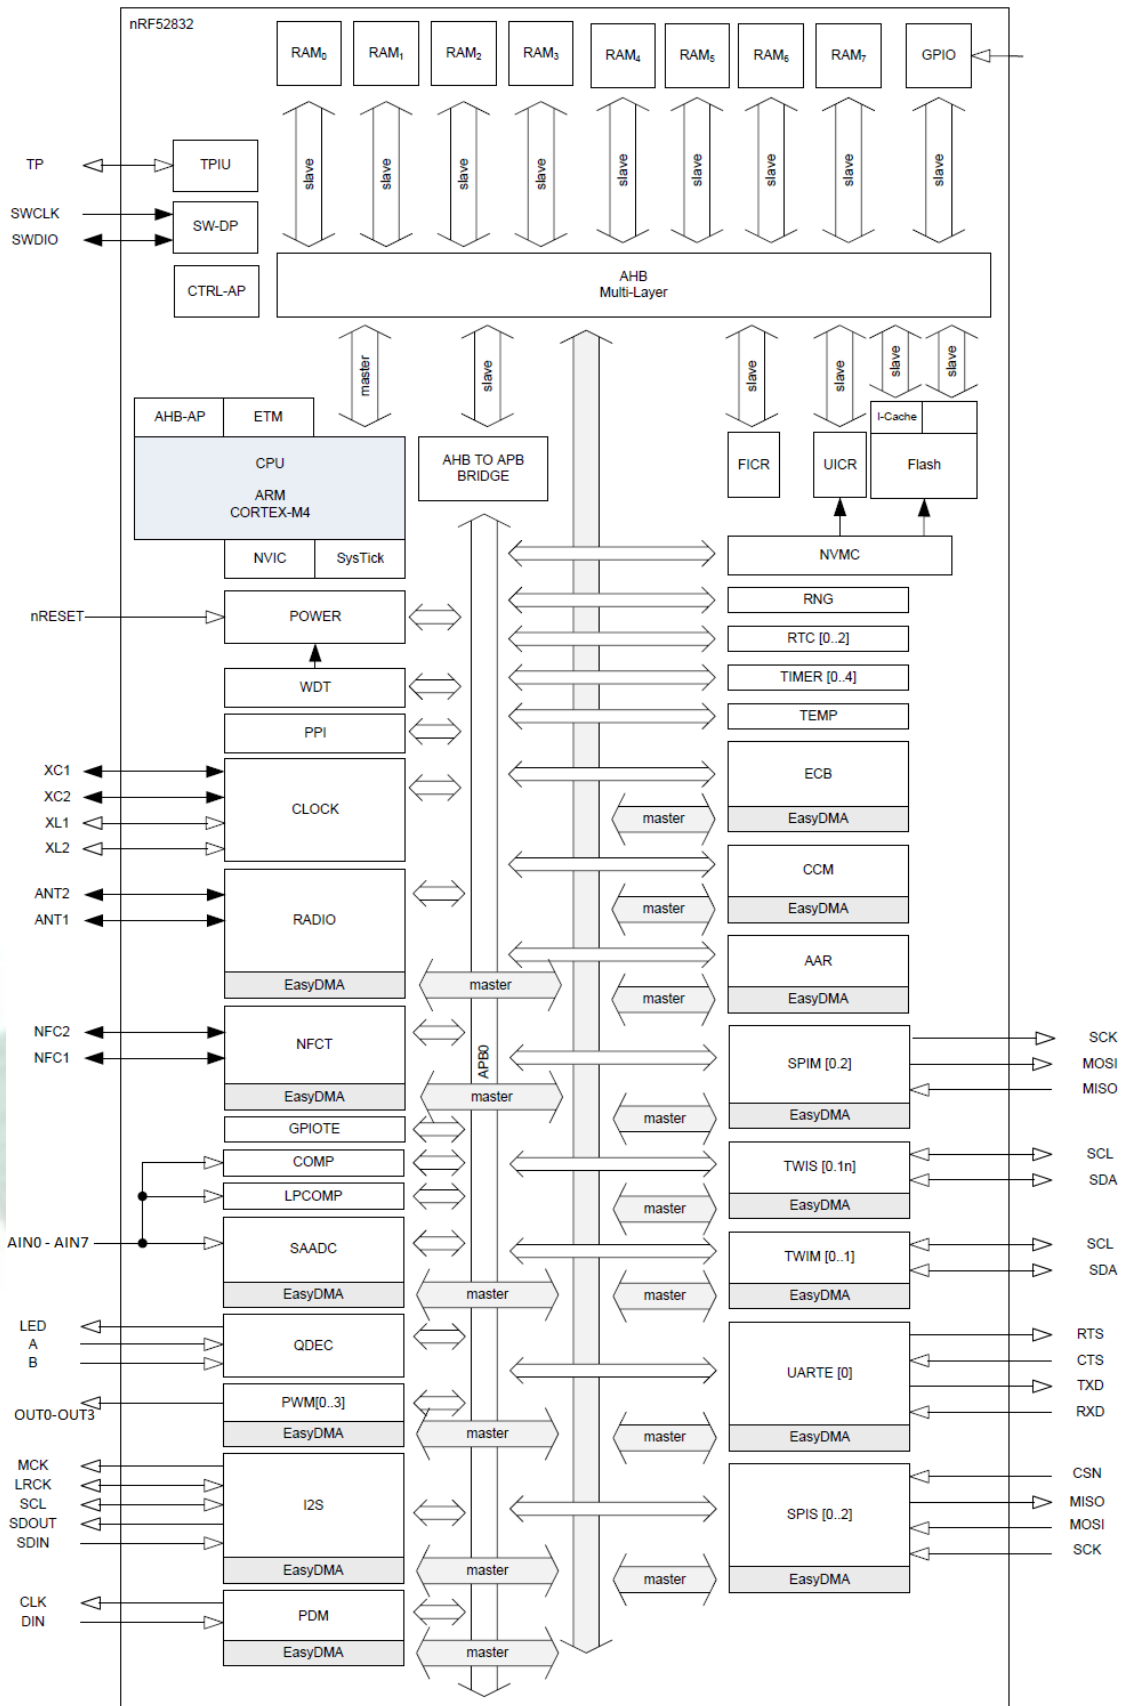 nRF52832
RAM0
RAM1
RAM2
RAM3
RAM4
RAM5
RAM6
RAM7
GPIO
slave
slave
slave
slave
slave
slave
slave
slave
slave
TP
TPIU
SWCLK
SWDIO
SW-DP
CTRL-AP
AHB
Multi-Layer
master
slave
slave
slave
slave
slave
AHB-AP
ETM
CPU
ARM
CORTEX-M4
NVIC
SysTick
AHB TO APB
BRIDGE
FICR
UICR
I-Cache
Flash
NVMC
nRESET
POWER
RNG
RTC [0..2]
WDT
TIMER [0..4]
PPI
TEMP
XC1
XC2
XL1
XL2
CLOCK
ECB
master
EasyDMA
ANT2
ANT1
RADIO
EasyDMA
master
CCM
master
EasyDMA
AAR
master
EasyDMA
NFC2
NFC1
NFCT
EasyDMA
master
APB0
SPIM [0.2]
master
EasyDMA
SCK
MOSI
MISO
GPIOTE
COMP
LPCOMP
AIN0 - AIN7
SAADC
EasyDMA
master
TWIS [0.1n]
master
EasyDMA
SCL
SDA
TWIM [0..1]
master
EasyDMA
SCL
SDA
LED
A
B
QDEC
UARTE [0]
master
EasyDMA
RTS
CTS
TXD
RXD
OUT0-OUT3
PWM[0..3]
EasyDMA
master
MCK
LRCK
SCL
SDOUT
SDIN
I2S
EasyDMA
master
SPIS [0..2]
master
EasyDMA
CSN
MISO
MOSI
SCK
CLK
DIN
PDM
EasyDMA
master